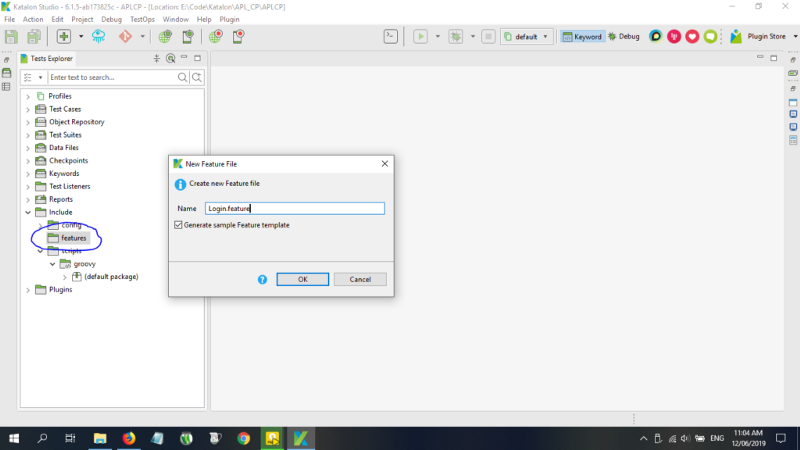 Katalon Studio - 6.1.5-ab173825c - APLCP - [Location: E:\Code\Katalon\APL_CP\APLCP]
Action Edit Project Debug TestOps Window Help Plugin
default Keyword Debug Plugin Store
Tests Explorer
Enter text to search...
Profiles
Test Cases
Object Repository
Test Suites
Data Files
Checkpoints
Keywords
Test Listeners
Reports
Include
config
features
scripts
groovy
(default package)
Plugins
New Feature File
Create new Feature file
Name Login.feature
Generate sample Feature template
OK Cancel
ENG
11:04 AM
12/06/2019